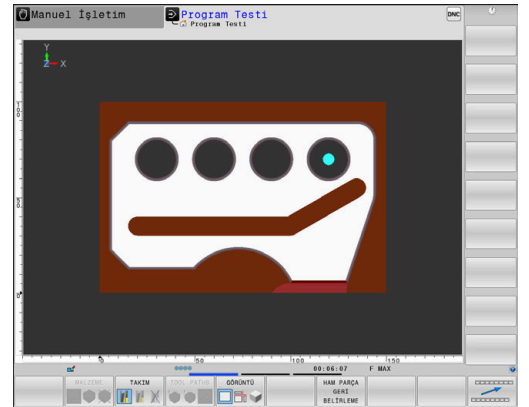 Manuel İşletim
Program Testi
DNC
Program Testi
Y
Z
X
100
50
0
0
50
100
150
00:06:07
F MAX
MALZEME
TAKIM
TOOL PATHS
GÖRÜNTÜ
HAM PARÇA
GERİ
BELİRLEME